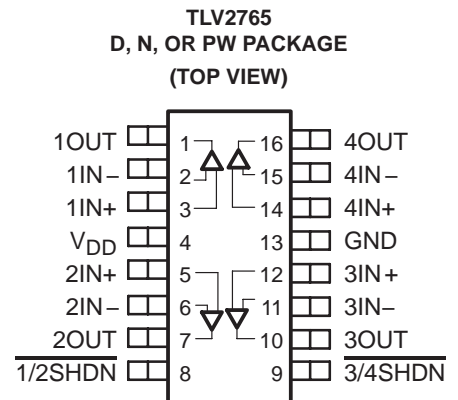 TLV2765
D, N, OR PW PACKAGE
(TOP VIEW)
1OUT 1 16 4OUT
1IN− 2 15 4IN−
1IN+ 3 14 4IN+
VDD 4 13 GND
2IN+ 5 12 3IN+
2IN− 6 11 3IN−
2OUT 7 10 3OUT
1/2SHDN 8 9 3/4SHDN